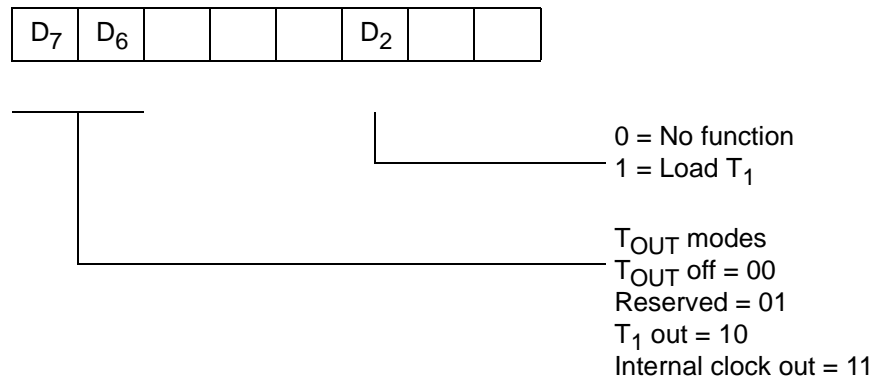 D7 D6 D2
0 = No function
1 = Load T1
TOUT modes
TOUT off = 00
Reserved = 01
T1 out = 10
Internal clock out = 11